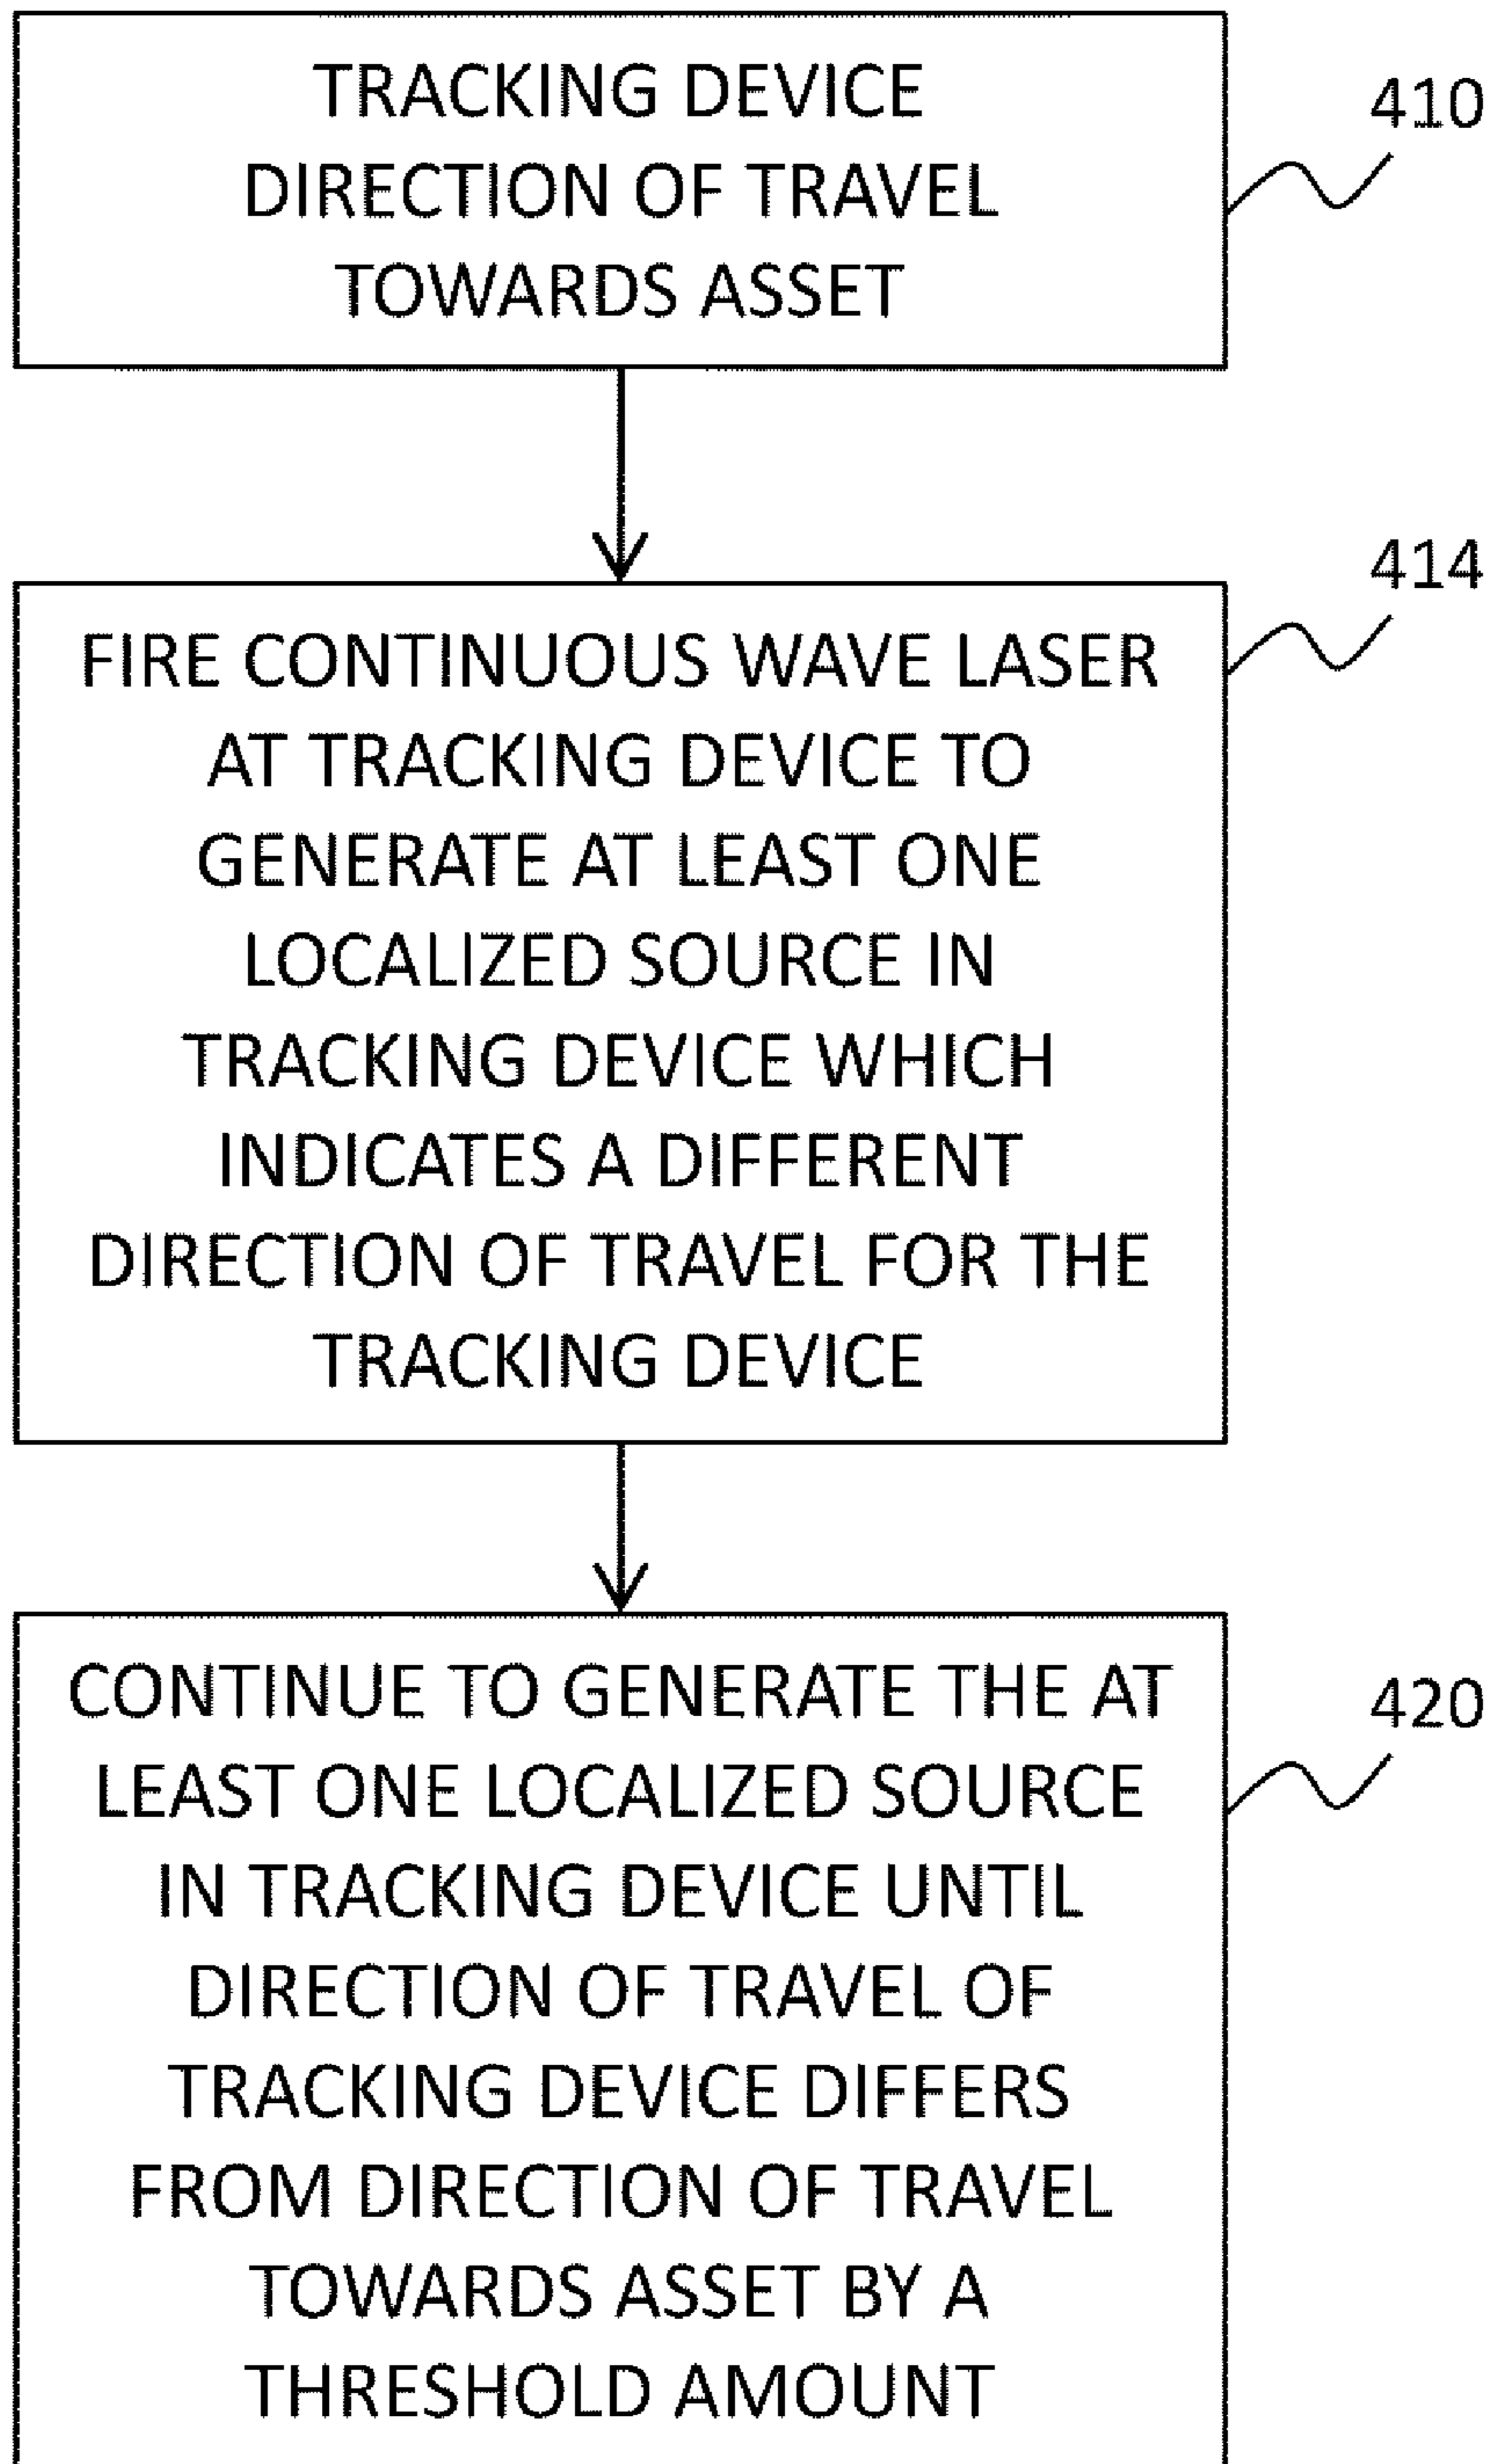 TRACKING DEVICE
DIRECTION OF TRAVEL
TOWARDS ASSET
410
FIRE CONTINUOUS WAVE LASER
AT TRACKING DEVICE TO
GENERATE AT LEAST ONE
LOCALIZED SOURCE IN
TRACKING DEVICE WHICH
INDICATES A DIFFERENT
DIRECTION OF TRAVEL FOR THE
TRACKING DEVICE
414
CONTINUE TO GENERATE THE AT
LEAST ONE LOCALIZED SOURCE
IN TRACKING DEVICE UNTIL
DIRECTION OF TRAVEL OF
TRACKING DEVICE DIFFERS
FROM DIRECTION OF TRAVEL
TOWARDS ASSET BY A
THRESHOLD AMOUNT
420